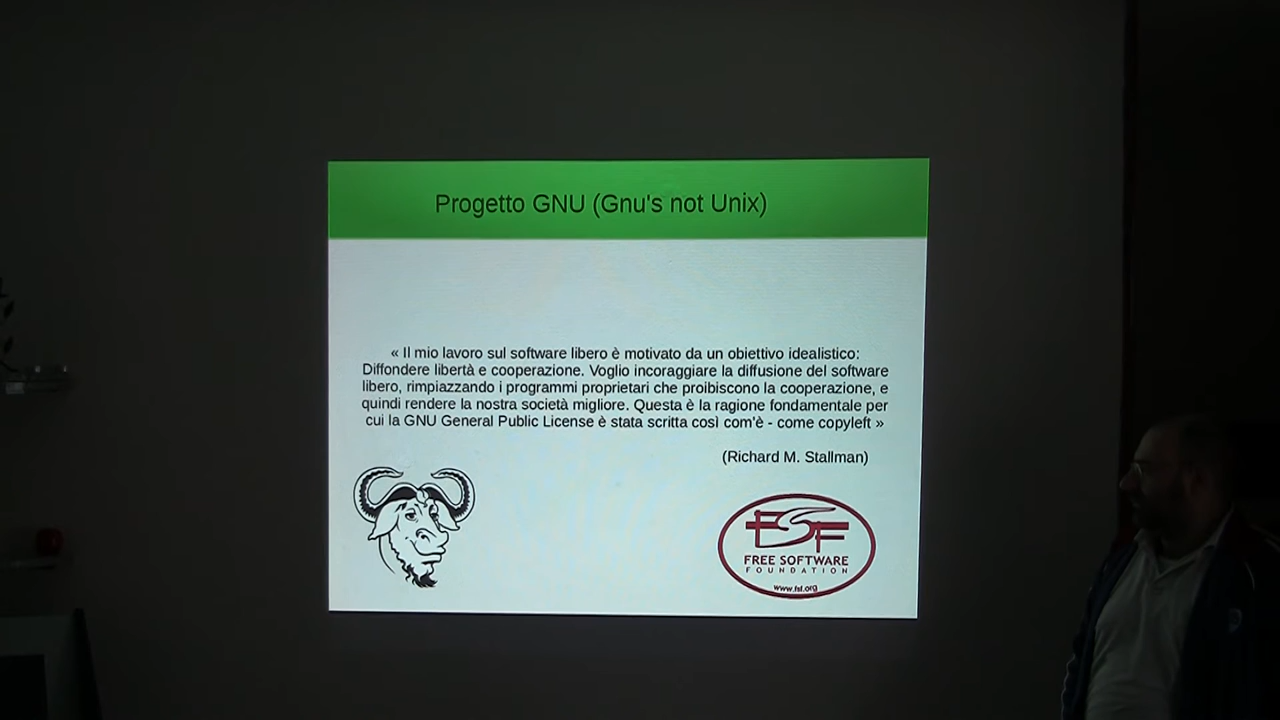 Progetto GNU (Gnu's not Unix)
« Il mio lavoro sul software libero è motivato da un obiettivo idealistico:
Diffondere libertà e cooperazione. Voglio incoraggiare la diffusione del software
libero, rimpiazzando i programmi proprietari che proibiscono la cooperazione, e
quindi rendere la nostra società migliore. Questa è la ragione fondamentale per
cui la GNU General Public License è stata scritta così com'è - come copyleft »
(Richard M. Stallman)
FSF
FREE SOFTWARE
FOUNDATION
www.fsf.org